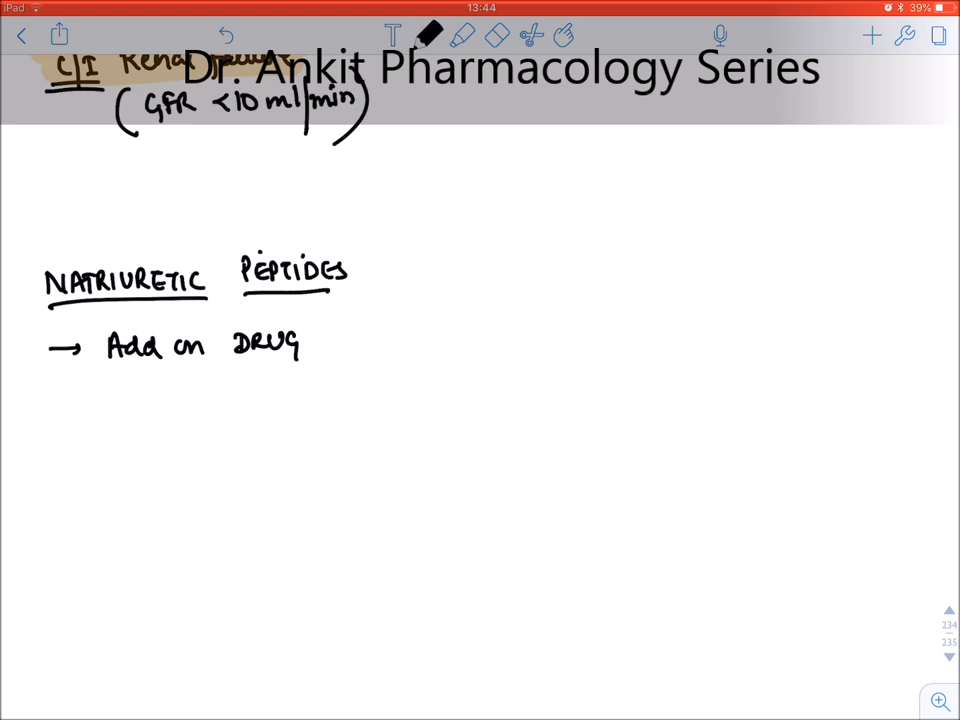 iPad 13:44 39%
T
C/I Renal
Dr. Ankit Pharmacology Series
(GFR <10 ml/min)
NATRIURETIC PEPTIDES
→ Add on DRUG
234
235